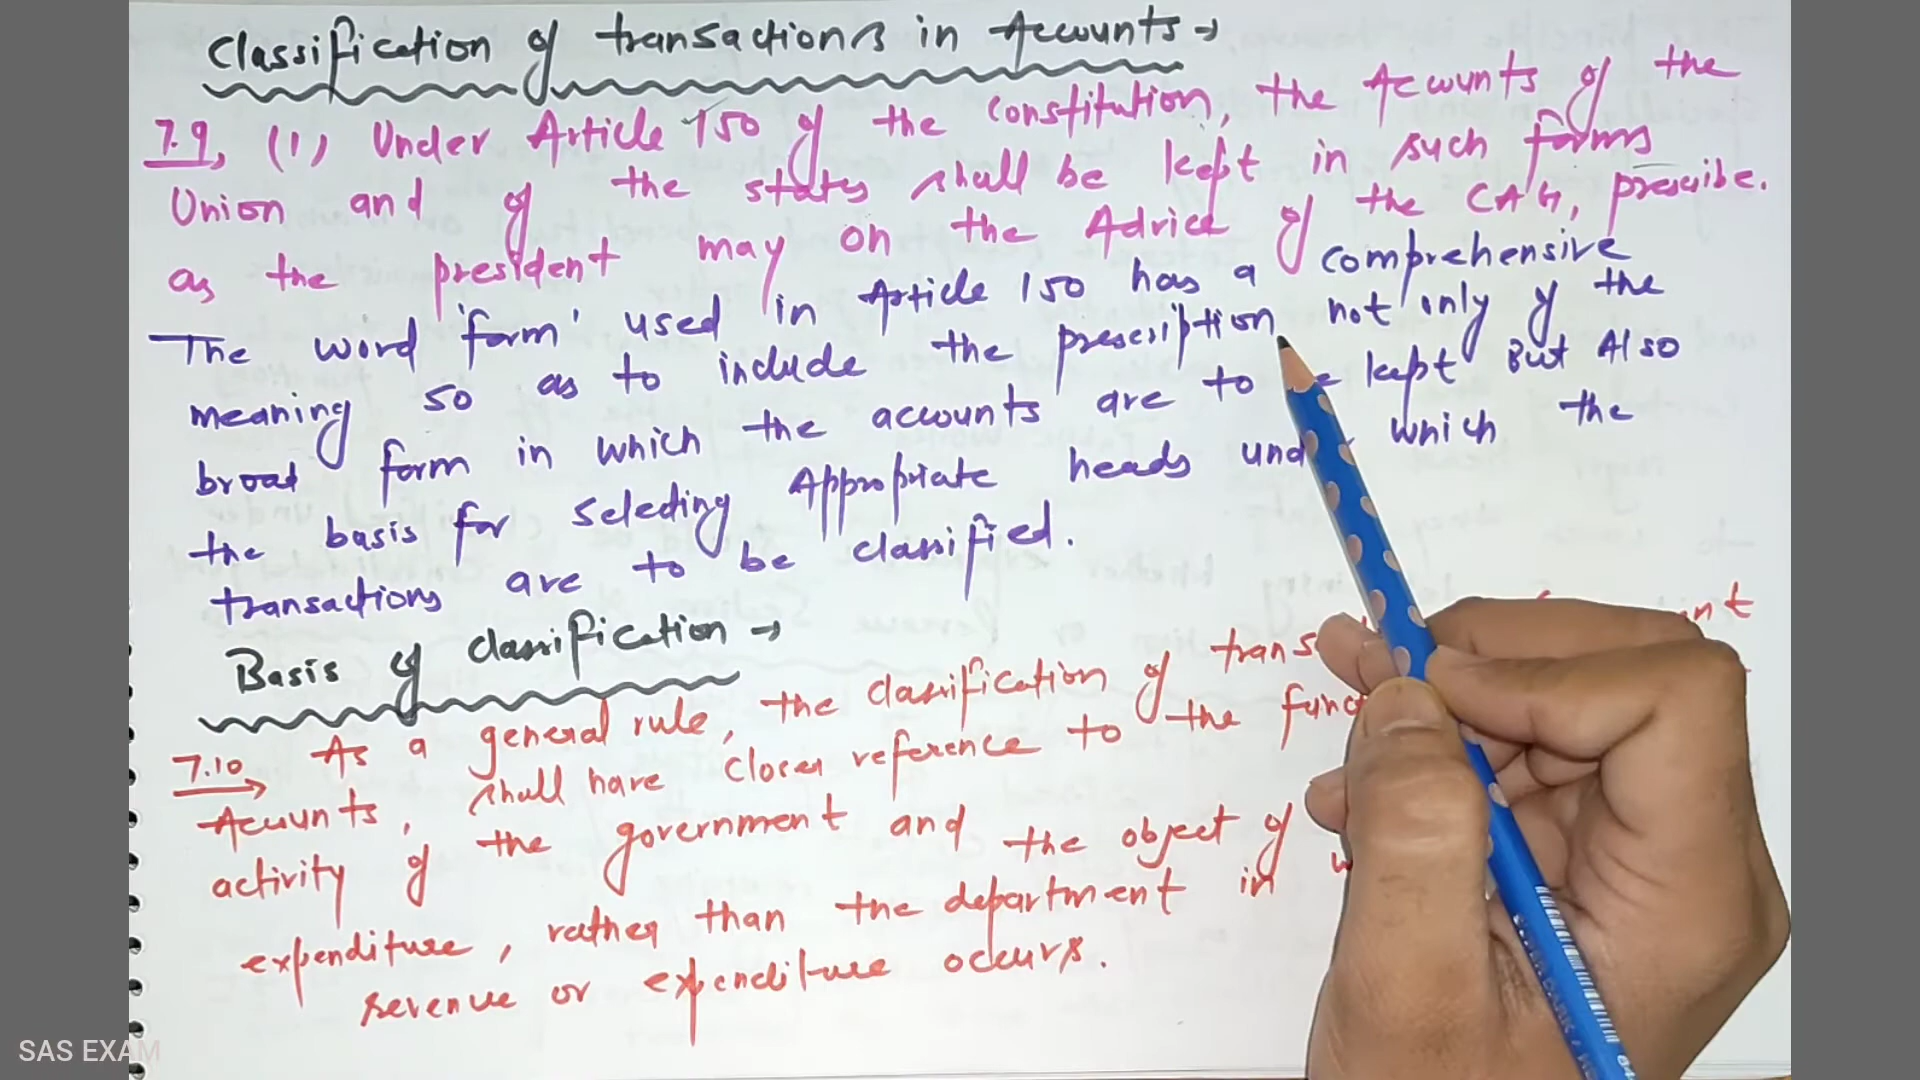 Classification of transactions in Accounts →
7.9, (1) Under Article 150 of the constitution, the Accounts of the
Union and of the states shall be kept in such forms
as the president may on the Advice of the CAG, prescribe.
The word 'form' used in Article 150 has a comprehensive
meaning so as to include the prescription not only of the
broad form in which the accounts are to kept But Also
the basis for selecting Appropriate heads which the
transactions are to be classified.
Basis of classification →
7.10 As a general rule, the classification of
Accounts, shall have closer reference to the
activity of the government and the object of
expenditure, rather than the department in
revenue or expenditure occurs.
SAS EXAM